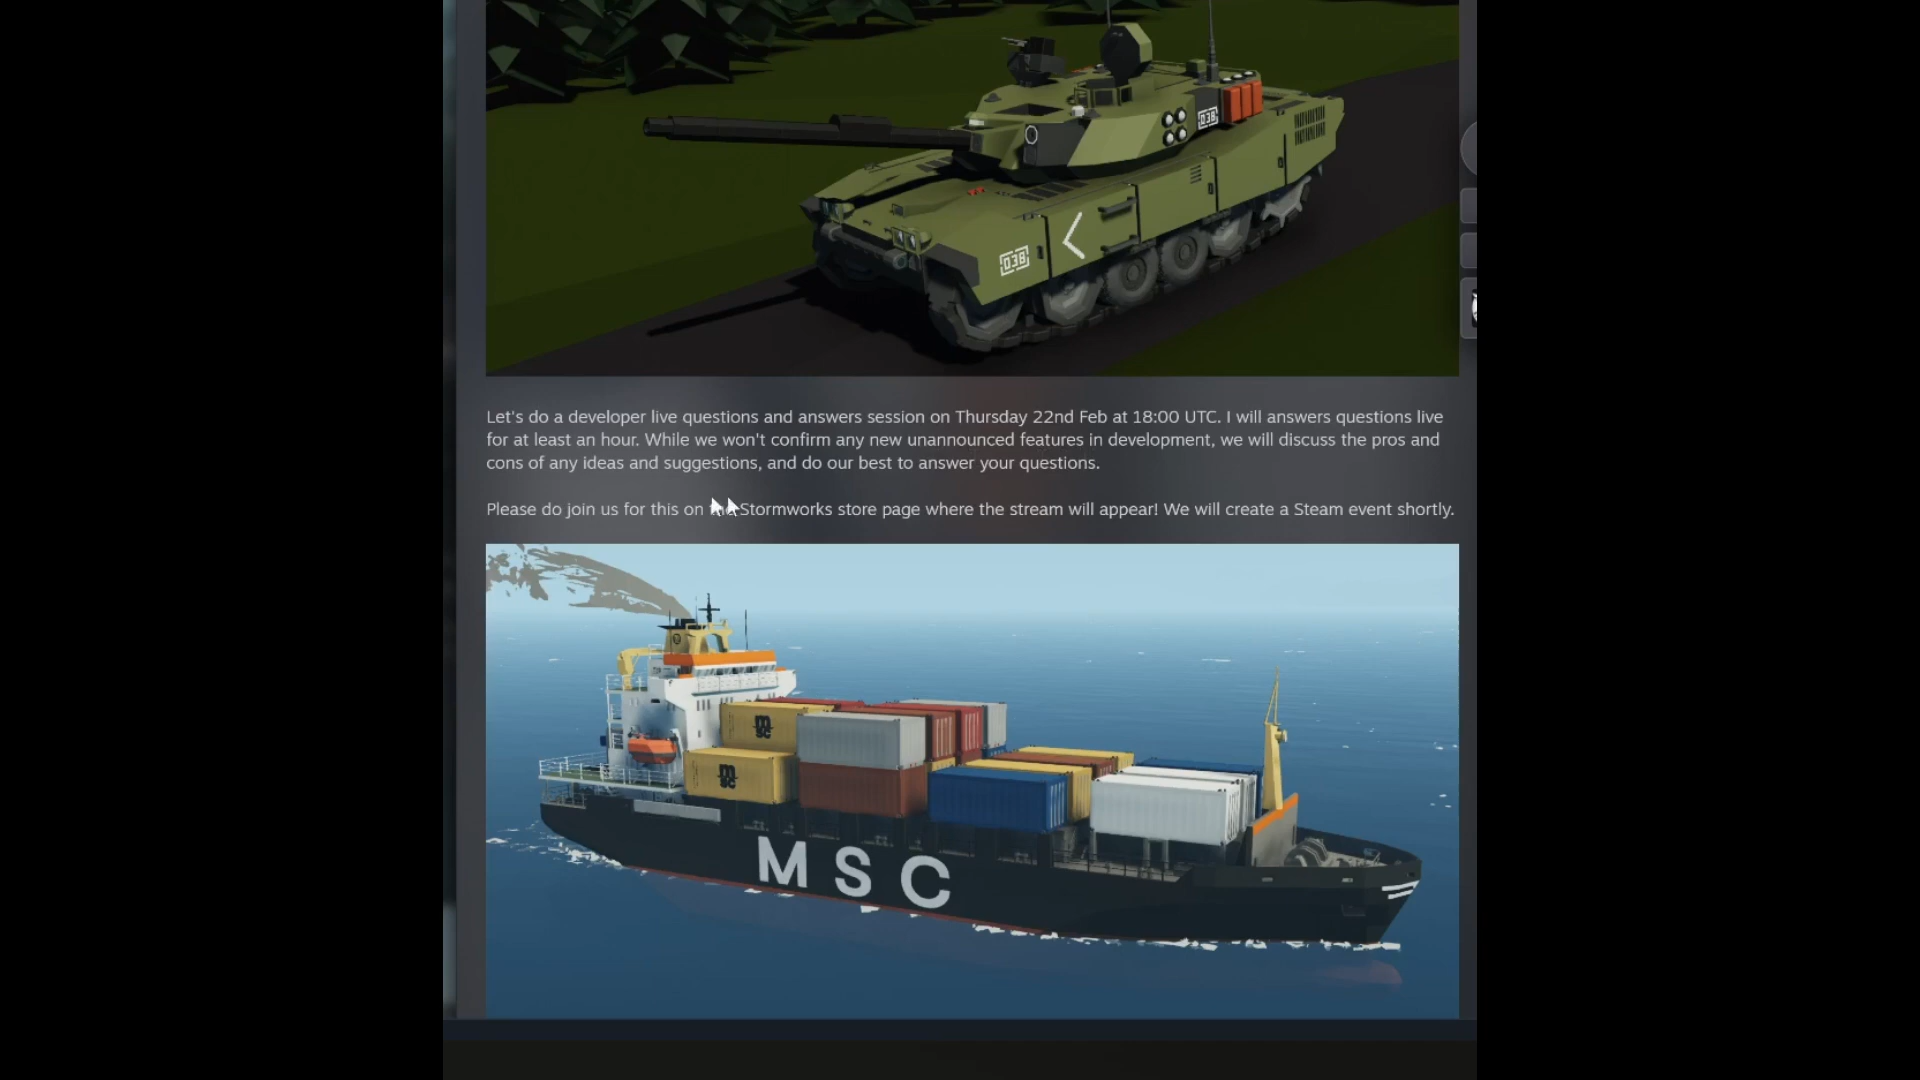 038
038
Let's do a developer live questions and answers session on Thursday 22nd Feb at 18:00 UTC. I will answers questions live
for at least an hour. While we won't confirm any new unannounced features in development, we will discuss the pros and
cons of any ideas and suggestions, and do our best to answer your questions.
Please do join us for this on the Stormworks store page where the stream will appear! We will create a Steam event shortly.
m
sc
m
sc
MSC